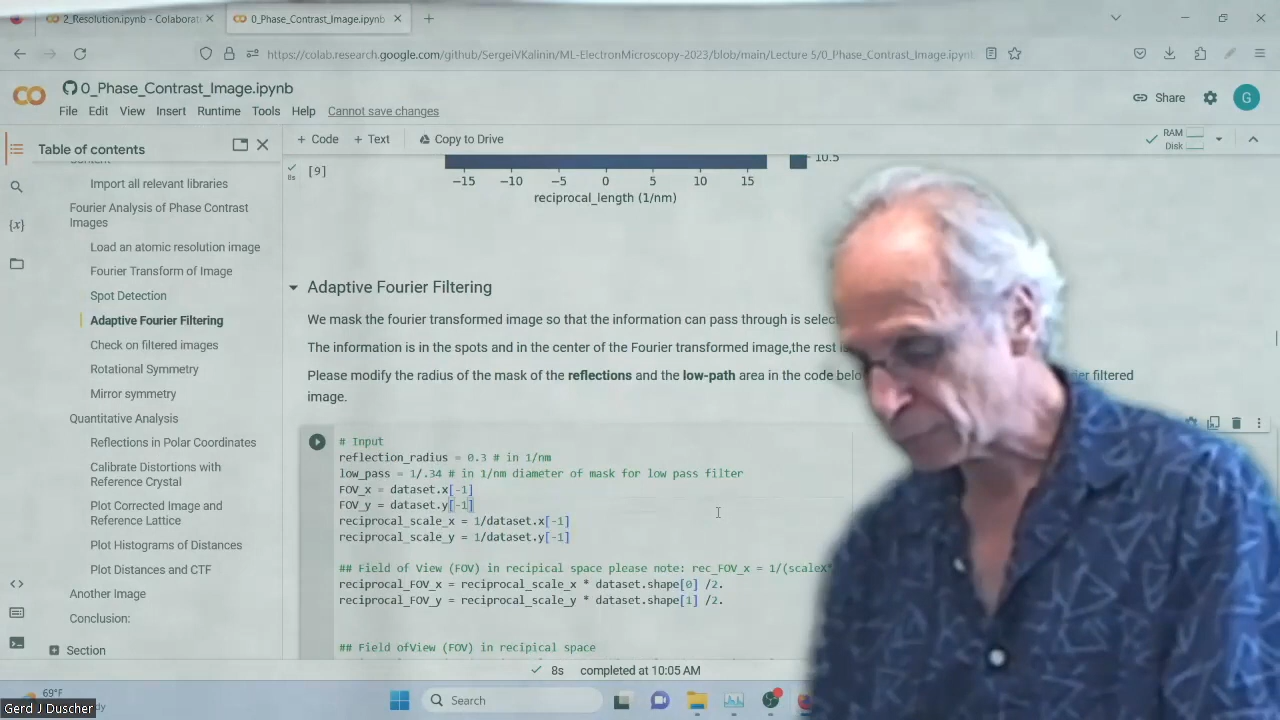 2_Resolution.ipynb - Colaborat
0_Phase_Contrast_Image.ipynb
https://colab.research.google.com/github/SergeiVKalinin/ML-ElectronMicroscopy-2023/blob/main/Lecture 5/0_Phase_Contrast_Image.ipynb
0_Phase_Contrast_Image.ipynb
File Edit View Insert Runtime Tools Help Cannot save changes
Share
G
Table of contents
+ Code + Text Copy to Drive
RAM
Disk
Content
Import all relevant libraries
Fourier Analysis of Phase Contrast
Images
Load an atomic resolution image
Fourier Transform of Image
Spot Detection
Adaptive Fourier Filtering
Check on filtered images
Rotational Symmetry
Mirror symmetry
Quantitative Analysis
Reflections in Polar Coordinates
Calibrate Distortions with
Reference Crystal
Plot Corrected Image and
Reference Lattice
Plot Histograms of Distances
Plot Distances and CTF
Another Image
Conclusion:
Section
[9]
8s
10.5
−15 −10 −5 0 5 10 15
reciprocal_length (1/nm)
Adaptive Fourier Filtering
We mask the fourier transformed image so that the information can pass through is selec
The information is in the spots and in the center of the Fourier transformed image,the rest is
Please modify the radius of the mask of the reflections and the low-path area in the code belo ier filtered
image.
# Input
reflection_radius = 0.3 # in 1/nm
low_pass = 1/.34 # in 1/nm diameter of mask for low pass filter
FOV_x = dataset.x[-1]
FOV_y = dataset.y[-1]
reciprocal_scale_x = 1/dataset.x[-1]
reciprocal_scale_y = 1/dataset.y[-1]
## Field of View (FOV) in recipical space please note: rec_FOV_x = 1/(scaleX*
reciprocal_FOV_x = reciprocal_scale_x * dataset.shape[0] /2.
reciprocal_FOV_y = reciprocal_scale_y * dataset.shape[1] /2.
## Field ofView (FOV) in recipical space
8s completed at 10:05 AM
69°F
Search
Gerd J Duscher